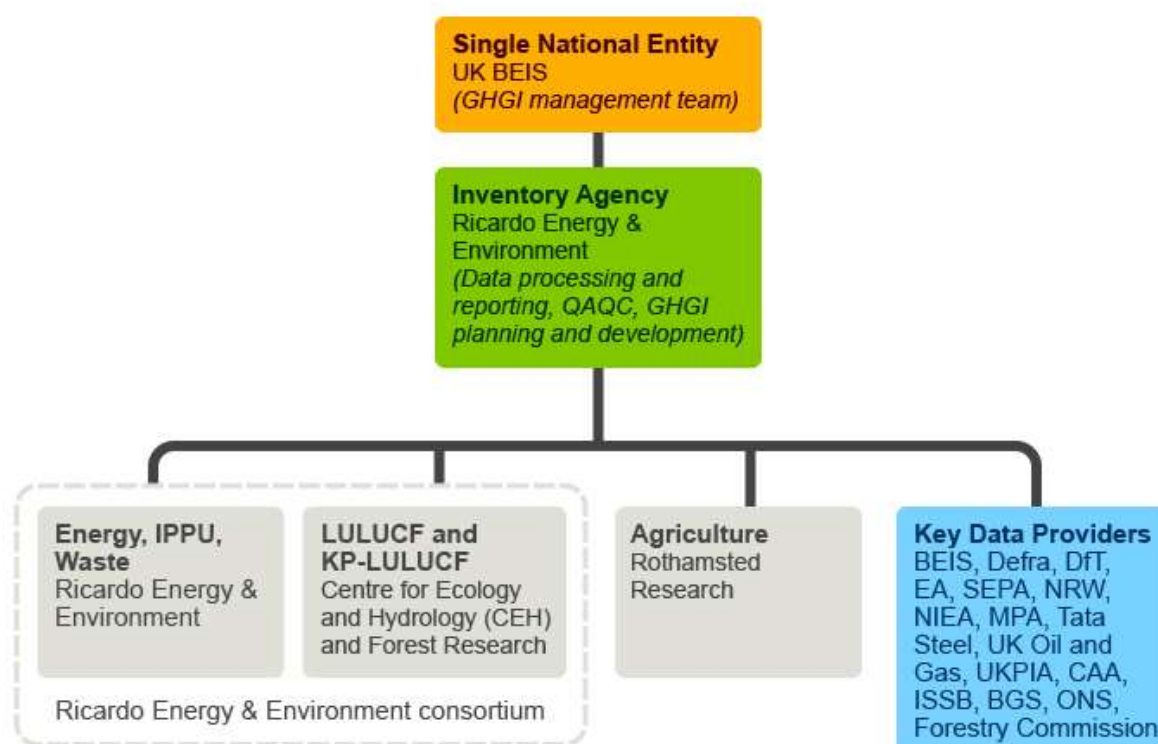 Single National Entity
UK BEIS
(GHGI management team)
Inventory Agency
Ricardo Energy &
Environment
(Data processing and
reporting, QAQC, GHGI
planning and development)
Energy, IPPU,
Waste
Ricardo Energy &
Environment
LULUCF and
KP-LULUCF
Centre for Ecology
and Hydrology (CEH)
and Forest Research
Ricardo Energy & Environment consortium
Agriculture
Rothamsted
Research
Key Data Providers
BEIS, Defra, DfT,
EA, SEPA, NRW,
NIEA, MPA, Tata
Steel, UK Oil and
Gas, UKPIA, CAA,
ISSB, BGS, ONS,
Forestry Commission